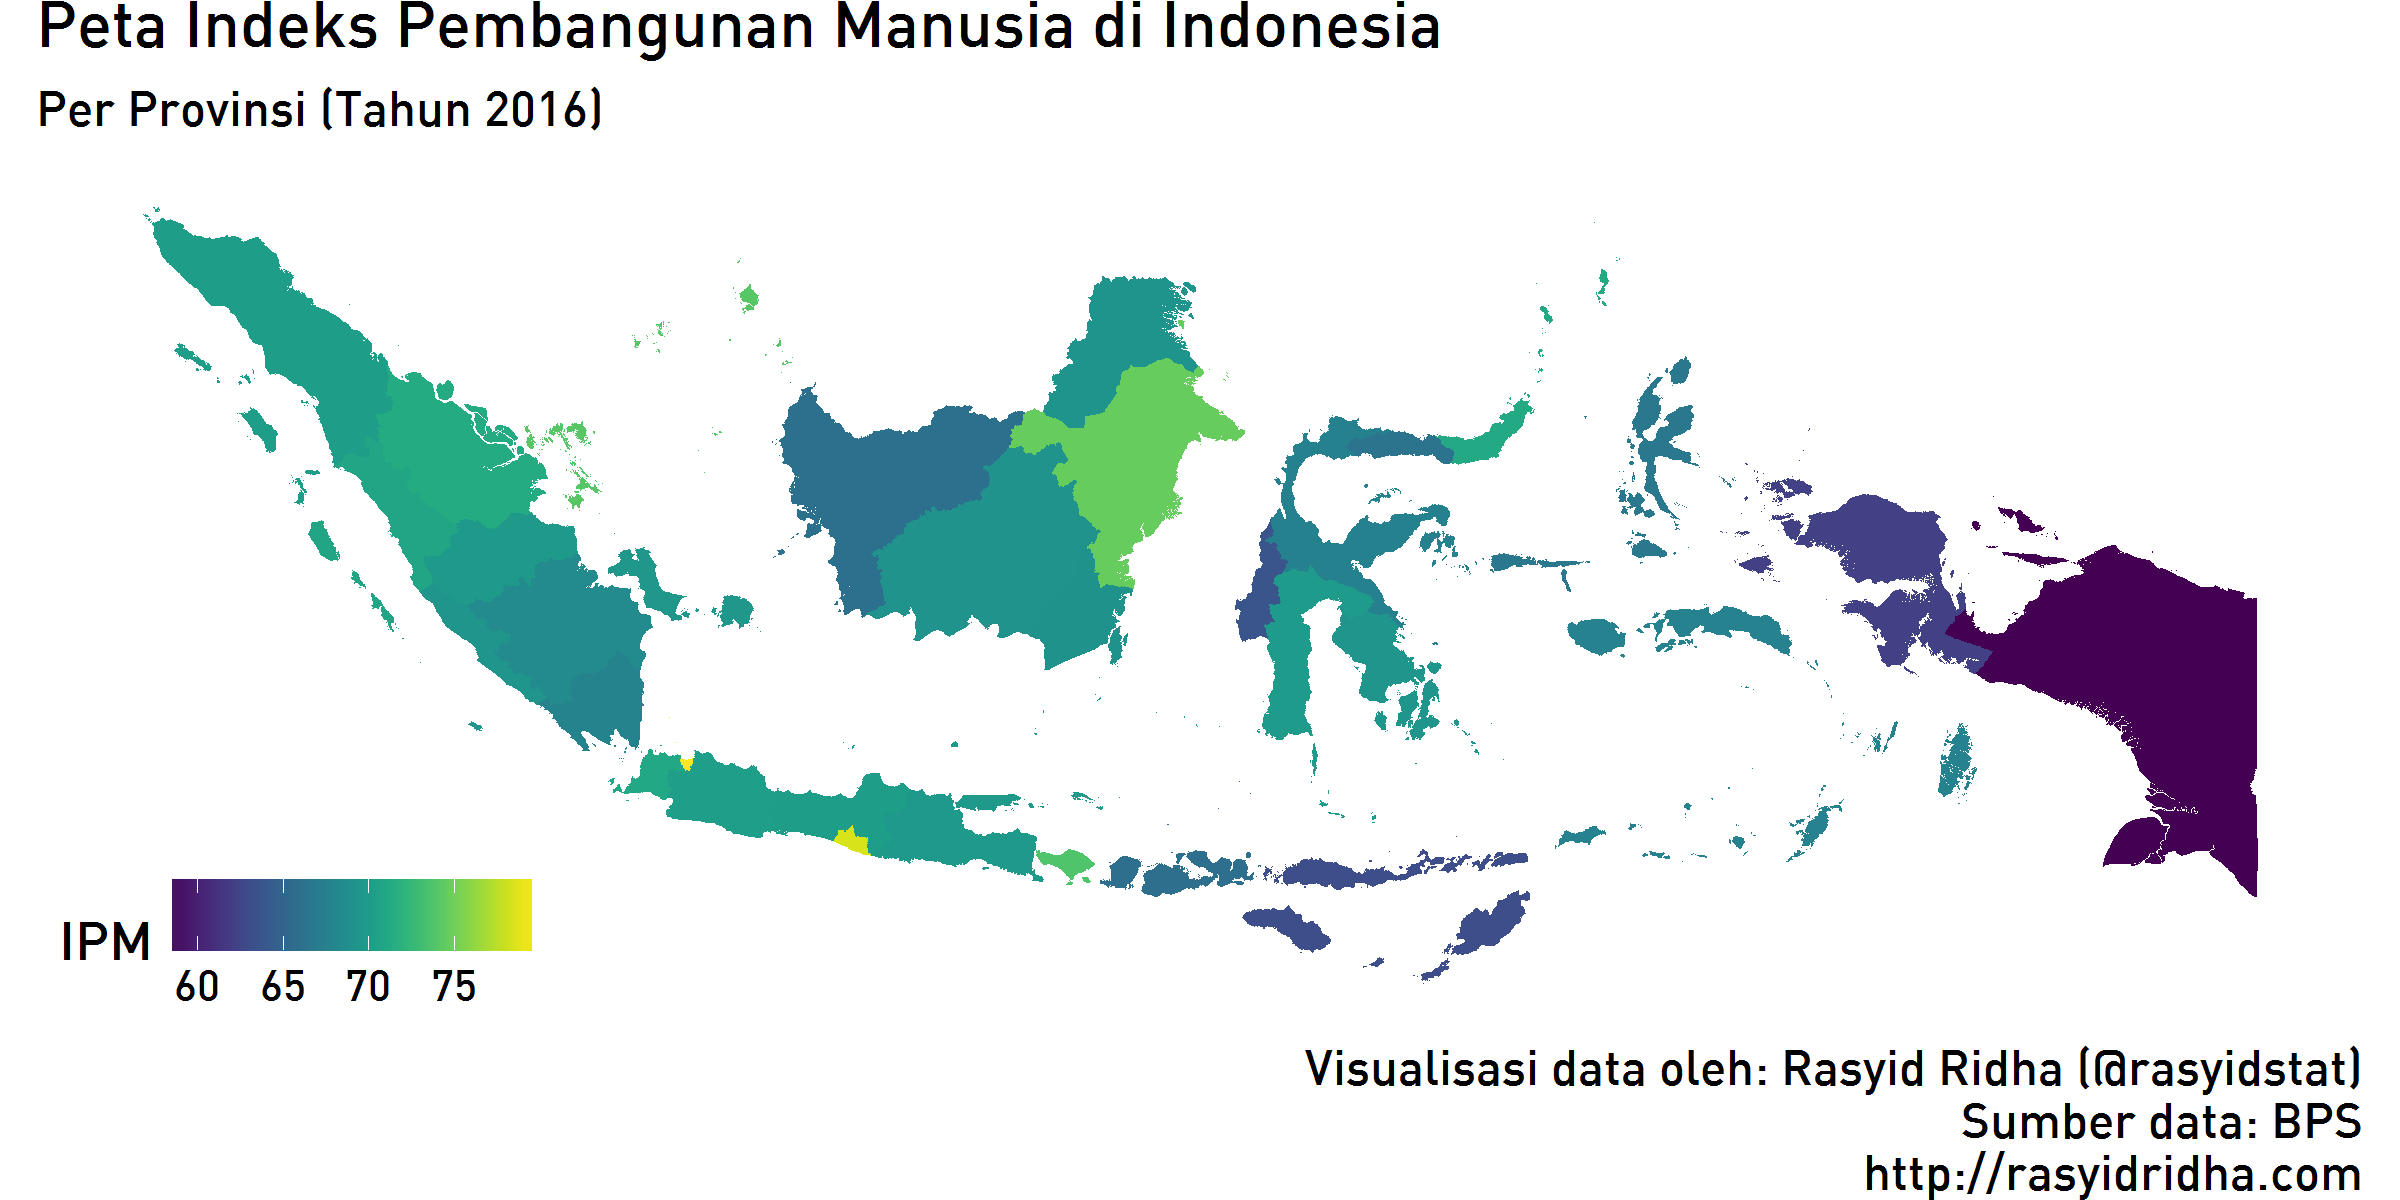 Peta Indeks Pembangunan Manusia di Indonesia
Per Provinsi (Tahun 2016)
IPM
60 65 70 75
Visualisasi data oleh: Rasyid Ridha (@rasyidstat)
Sumber data: BPS
http://rasyidridha.com